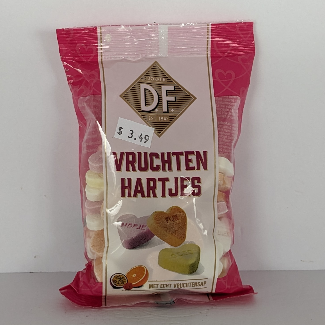 DF
$ 3.49
VRUCHTEN
HARTJES
MET ECHT VRUCHTENSAP